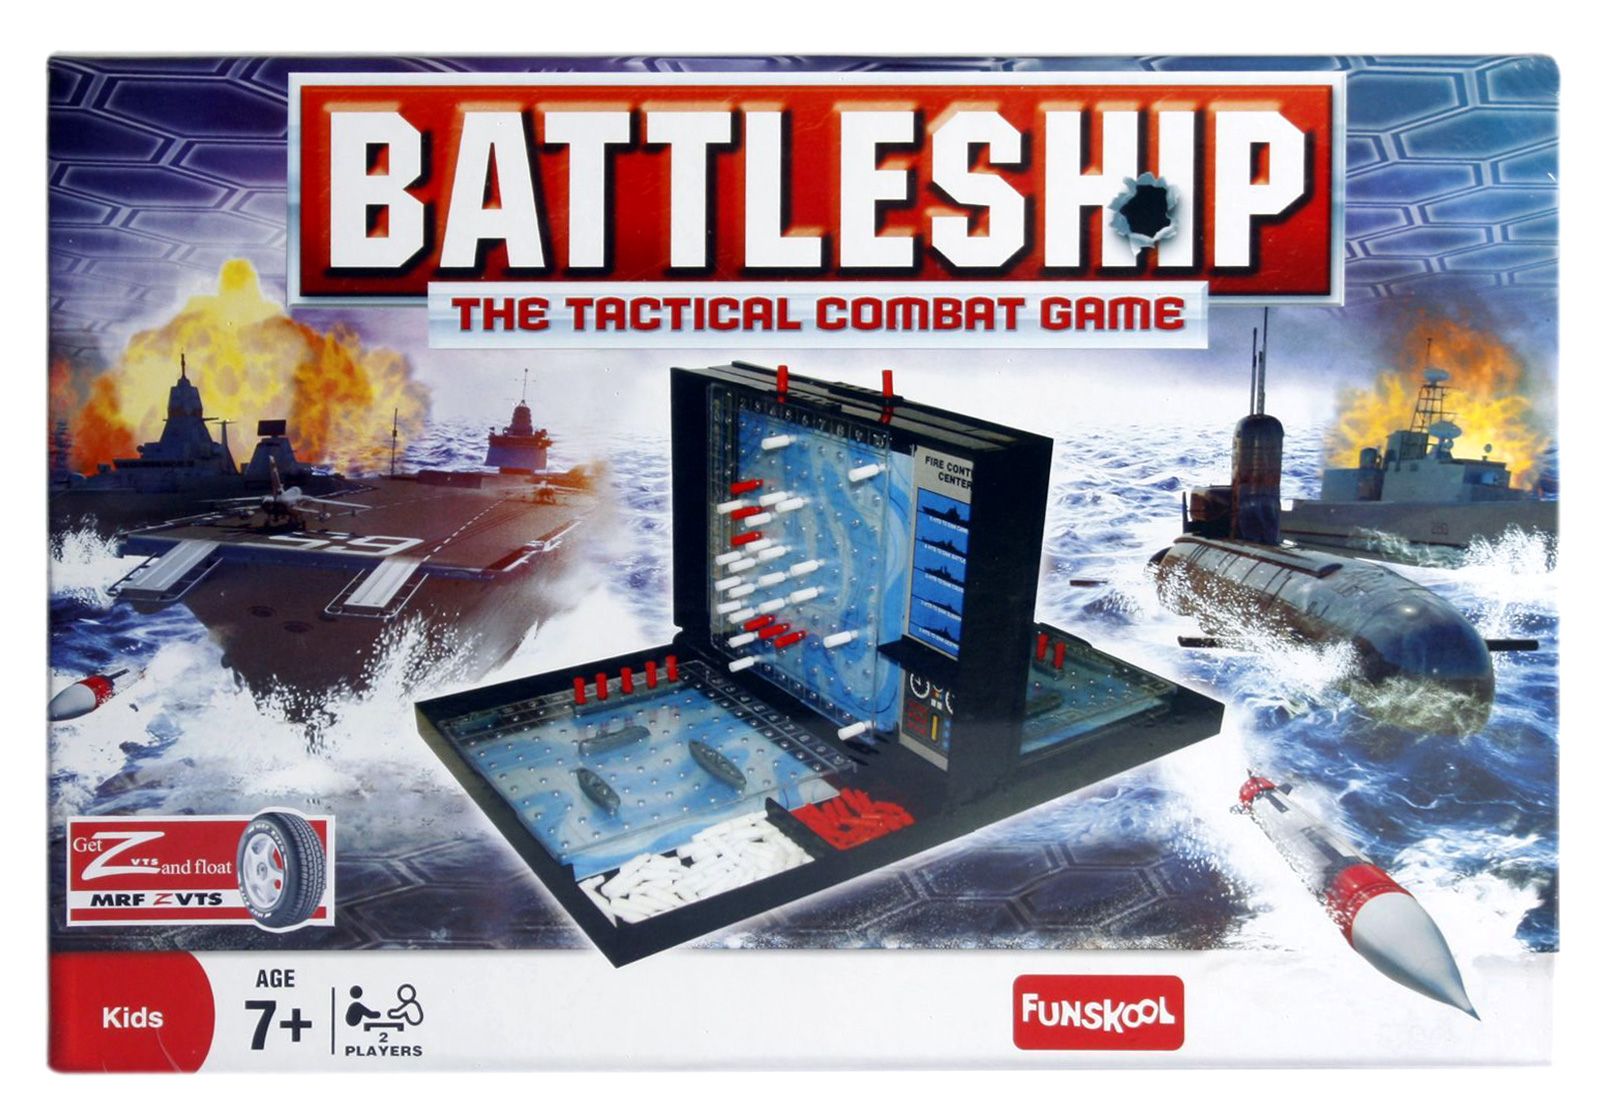 BATTLESHIP
THE TACTICAL COMBAT GAME
FIRE CONT
CENTER
Get Z VTS and float
MRF Z VTS
Kids
AGE
7+
2
PLAYERS
FUNSKOOL